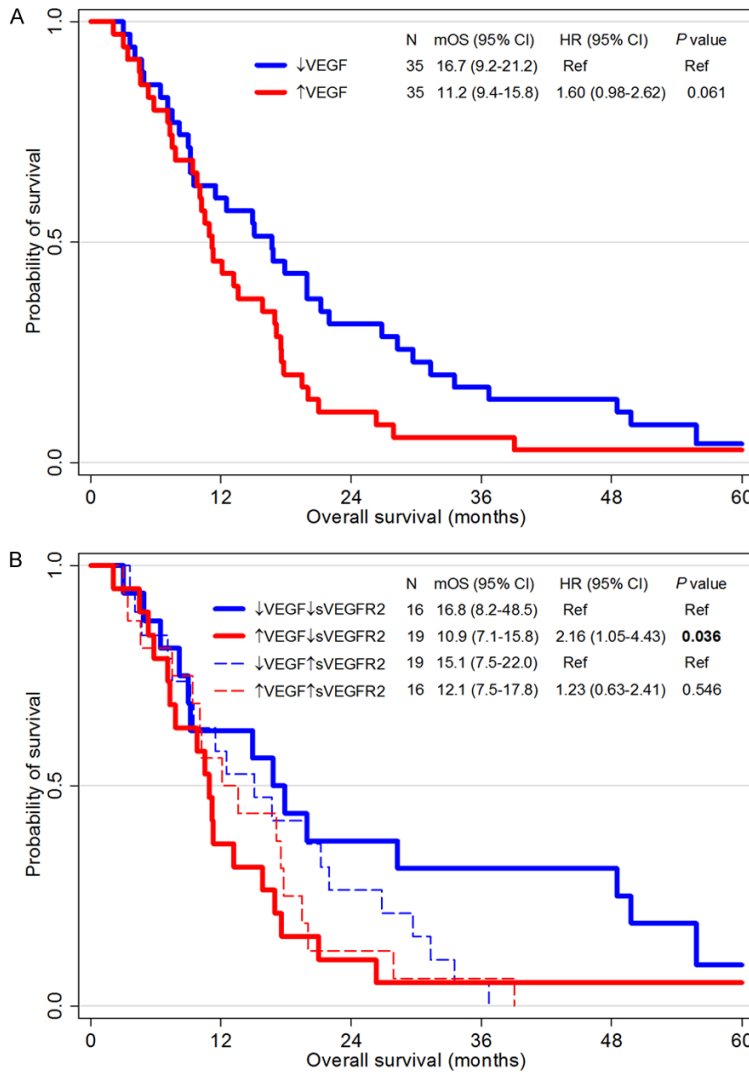 A
N mOS (95% CI) HR (95% CI) P value
↓VEGF 35 16.7 (9.2-21.2) Ref Ref
↑VEGF 35 11.2 (9.4-15.8) 1.60 (0.98-2.62) 0.061
Probability of survival
1.0
0.5
0.0
0 12 24 36 48 60
Overall survival (months)
B
N mOS (95% CI) HR (95% CI) P value
↓VEGF↓sVEGFR2 16 16.8 (8.2-48.5) Ref Ref
↑VEGF↓sVEGFR2 19 10.9 (7.1-15.8) 2.16 (1.05-4.43) 0.036
↓VEGF↑sVEGFR2 19 15.1 (7.5-22.0) Ref Ref
↑VEGF↑sVEGFR2 16 12.1 (7.5-17.8) 1.23 (0.63-2.41) 0.546
Probability of survival
1.0
0.5
0.0
0 12 24 36 48 60
Overall survival (months)